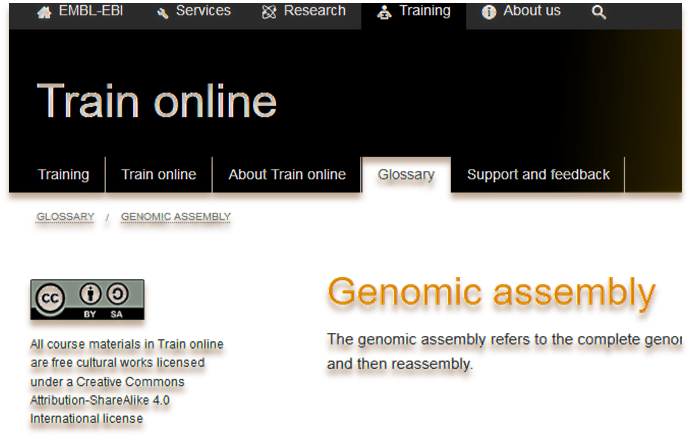 EMBL-EBI Services Research Training About us
Train online
Training Train online About Train online Glossary Support and feedback
GLOSSARY / GENOMIC ASSEMBLY
cc BY SA
All course materials in Train online
are free cultural works licensed
under a Creative Commons
Attribution-ShareAlike 4.0
International license
Genomic assembly
The genomic assembly refers to the complete
and then reassembly.